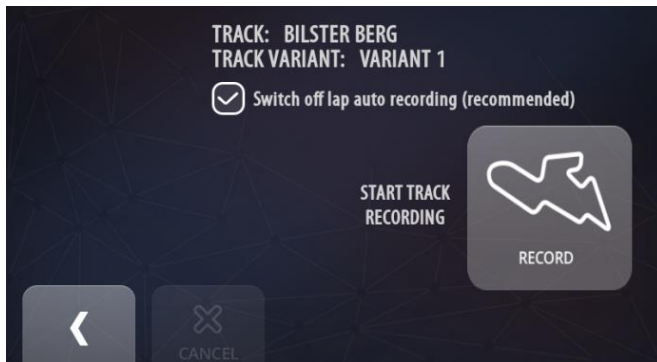 TRACK: BILSTER BERG
TRACK VARIANT: VARIANT 1
Switch off lap auto recording (recommended)
START TRACK
RECORDING
RECORD
CANCEL